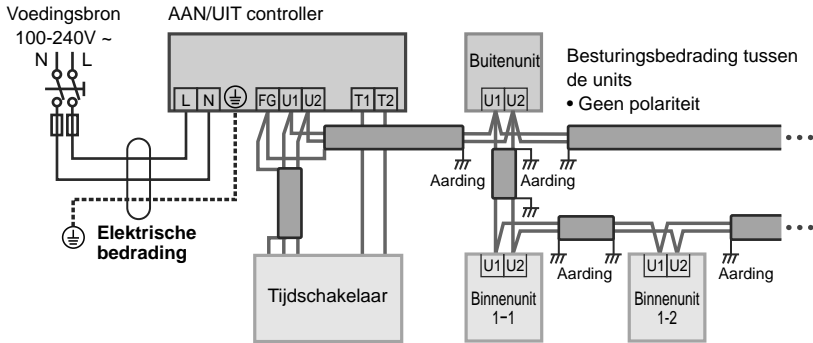 Voedingsbron
100-240V ~
N L
AAN/UIT controller
L N FG U1 U2 T1 T2
Buitenunit
U1 U2
Besturingsbedrading tussen
de units
• Geen polariteit
Aarding
Aarding
Elektrische
bedrading
Tijdschakelaar
U1 U2
Binnenunit
1-1
Aarding
U1 U2
Binnenunit
1-2
Aarding